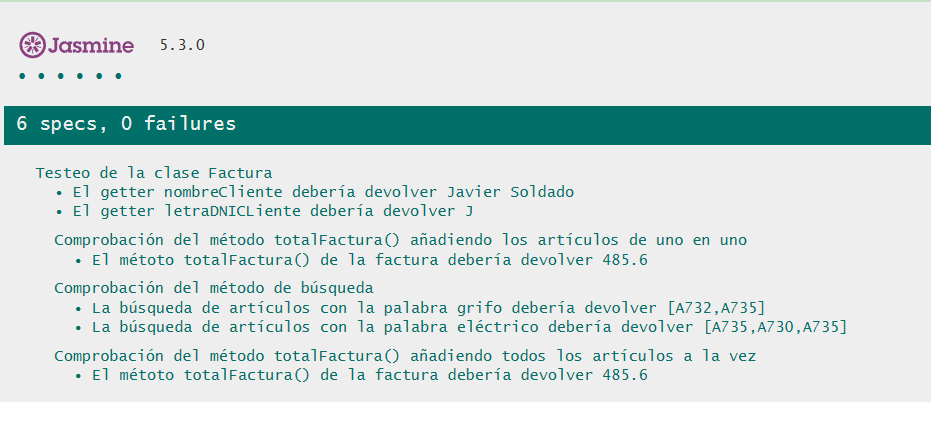 Jasmine 5.3.0
• • • • • •
6 specs, 0 failures
Testeo de la clase Factura
• El getter nombreCliente debería devolver Javier Soldado
• El getter letraDNICLiente debería devolver J
Comprobación del método totalFactura() añadiendo los artículos de uno en uno
• El métoto totalFactura() de la factura debería devolver 485.6
Comprobación del método de búsqueda
• La búsqueda de artículos con la palabra grifo debería devolver [A732,A735]
• La búsqueda de artículos con la palabra eléctrico debería devolver [A735,A730,A735]
Comprobación del método totalFactura() añadiendo todos los artículos a la vez
• El métoto totalFactura() de la factura debería devolver 485.6